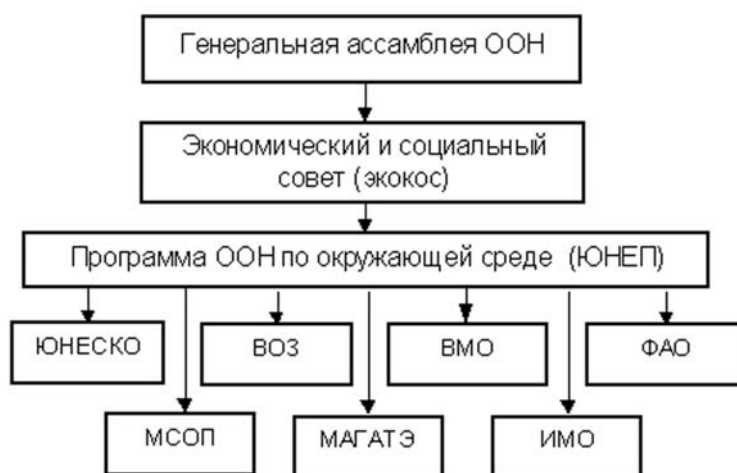 Генеральная ассамблея ООН
Экономический и социальный
совет (экокос)
Программа ООН по окружающей среде (ЮНЕП)
ЮНЕСКО
ВОЗ
ВМО
ФАО
МСОП
МАГАТЭ
ИМО